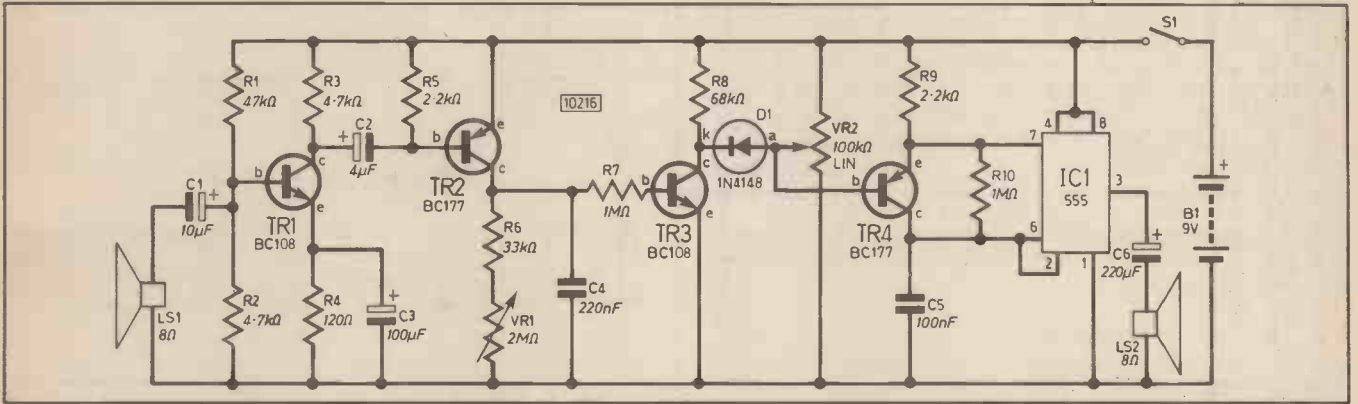 S1
R1
47kΩ
R3
4·7kΩ
R5
2·2kΩ
10216
R8
68kΩ
D1
k
a
1N4148
VR2
100kΩ
LIN
R9
2·2kΩ
4
8
7
+
C2
4μF
b
e
c
TR2
BC177
C1
+
10μF
b
c
e
TR1
BC108
R7
1MΩ
b
c
e
TR3
BC108
b
e
c
TR4
BC177
R10
1MΩ
IC1
555
3
6
2
1
+
B1
9V
R6
33kΩ
VR1
2MΩ
C4
220nF
C5
100nF
+
C6
220μF
LS1
8Ω
R2
4·7kΩ
R4
120Ω
+
C3
100μF
LS2
8Ω